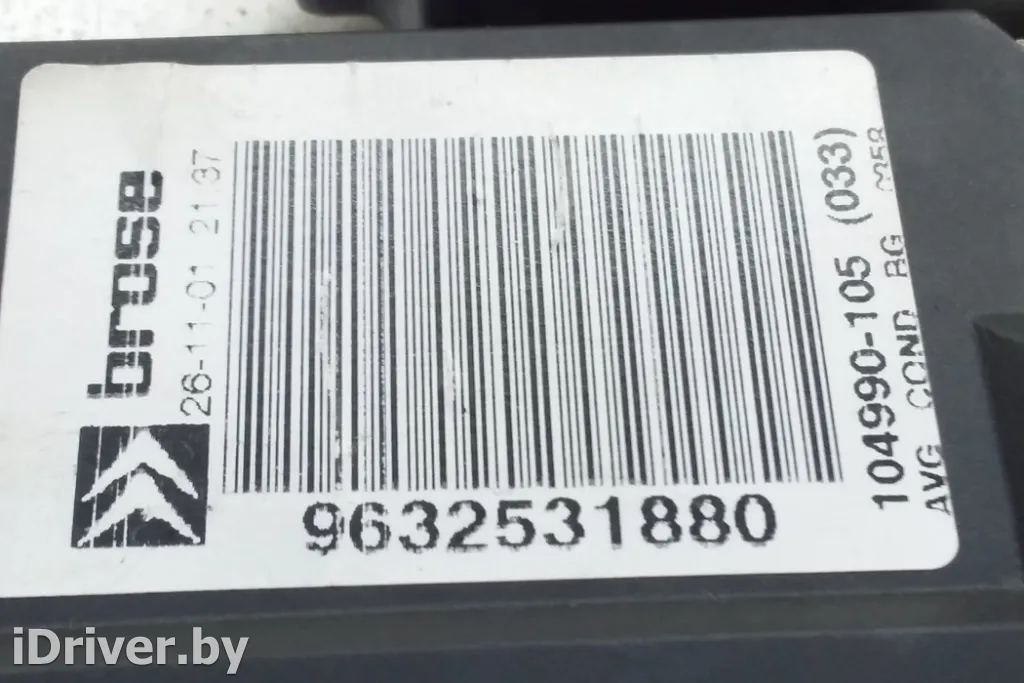 brose
26-11-01 21:37
9632531880
104990-105 (033)
AVG COND BG
iDriver.by